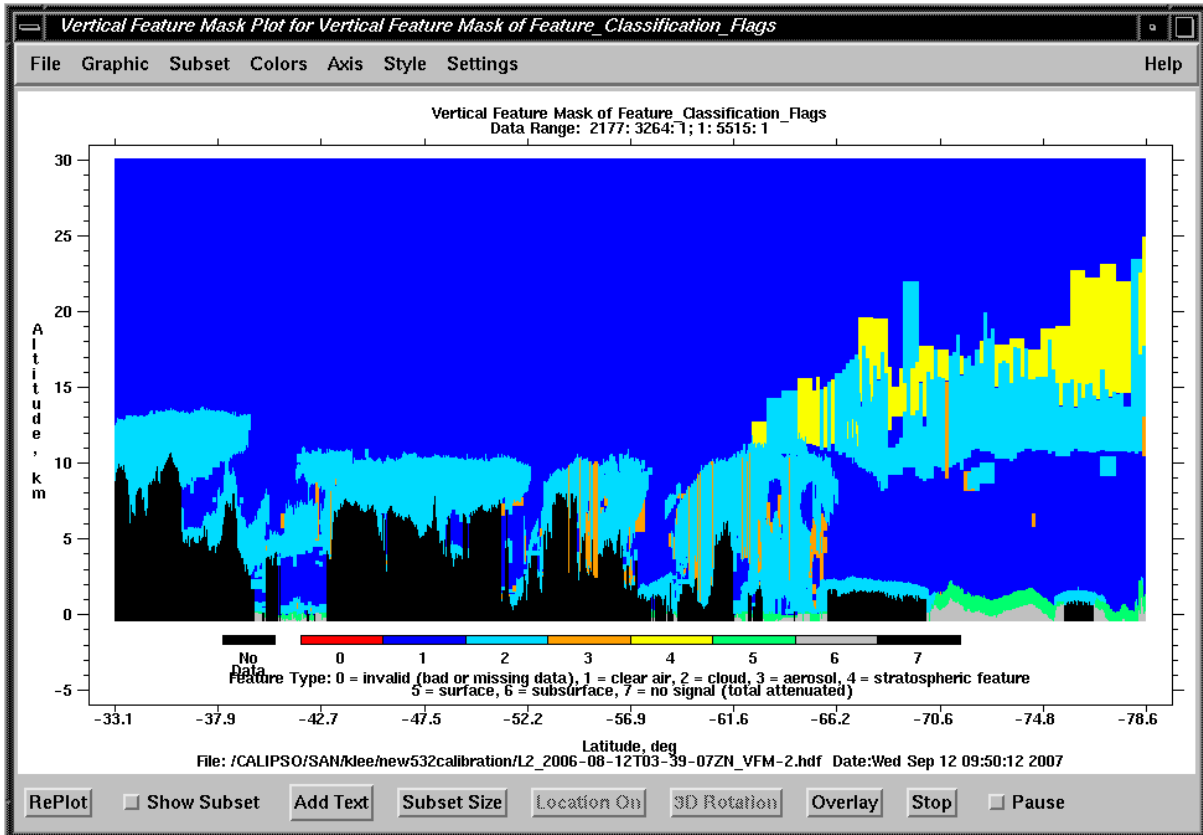 Vertical Feature Mask Plot for Vertical Feature Mask of Feature_Classification_Flags
File Graphic Subset Colors Axis Style Settings Help
Vertical Feature Mask of Feature_Classification_Flags
Data Range: 2177: 3264: 1; 1: 5515: 1
30
25
20
15
10
5
0
-5
Altitude, km
No Data
0 1 2 3 4 5 6 7
Feature Type: 0 = invalid (bad or missing data), 1 = clear air, 2 = cloud, 3 = aerosol, 4 = stratospheric feature
5 = surface, 6 = subsurface, 7 = no signal (total attenuated)
-33.1 -37.9 -42.7 -47.5 -52.2 -56.9 -61.6 -66.2 -70.6 -74.8 -78.6
Latitude, deg
File: /CALIPSO/SAN/klee/new532calibration/L2_2006-08-12T03-39-07ZN_VFM-2.hdf Date:Wed Sep 12 09:50:12 2007
RePlot Show Subset Add Text Subset Size Location On 3D Rotation Overlay Stop Pause